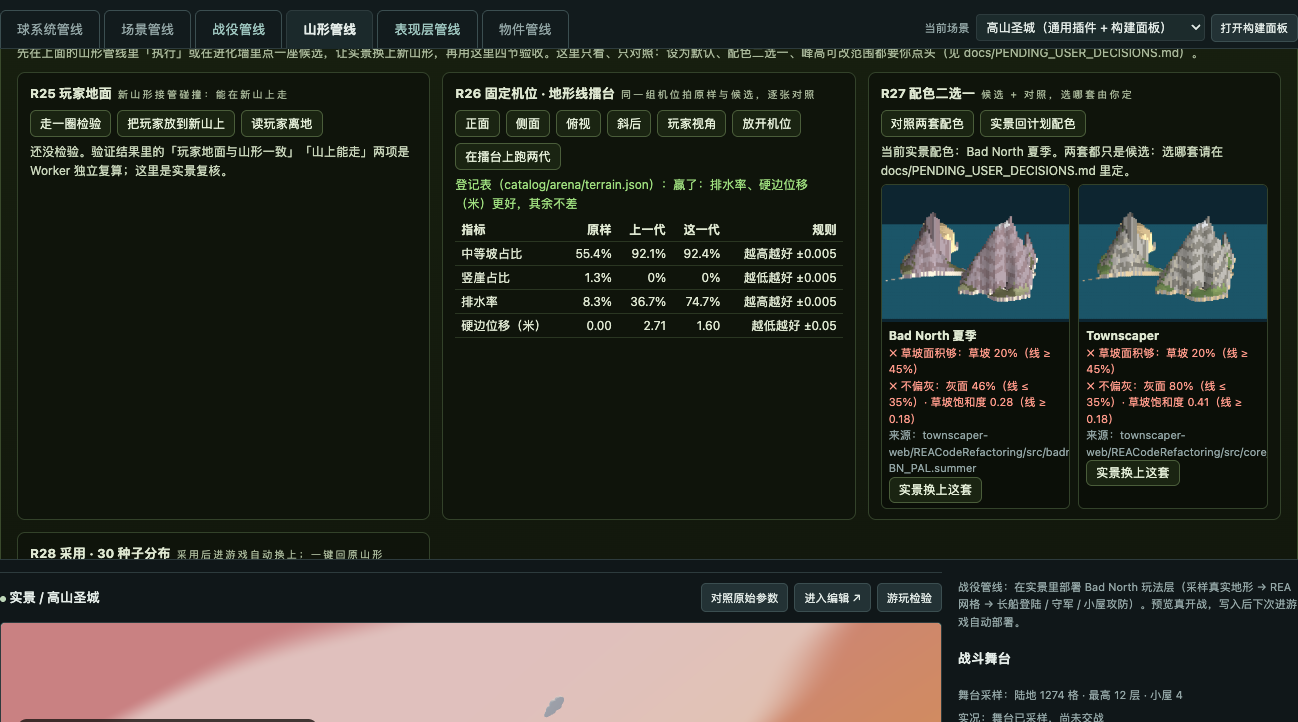 球系统管线 场景管线 战役管线 山形管线 表现层管线 物件管线 当前场景 高山圣城（通用插件 + 构建面板） 打开构建面板
先在上面的山形管线里「执行」或在进化墙里点一座候选，让实景换上新山形，再用这里四节验收。这里只看、只对照：设为默认、配色二选一、峰高可改范围都要你点头（见 docs/PENDING_USER_DECISIONS.md）。
R25 玩家地面 新山形接管碰撞：能在新山上走
走一圈检验 把玩家放到新山上 读玩家离地
还没检验。验证结果里的「玩家地面与山形一致」「山上能走」两项是
Worker 独立复算；这里是实景复核。
R26 固定机位 · 地形线擂台 同一组机位拍原样与候选，逐张对照
正面 侧面 俯视 斜后 玩家视角 放开机位
在擂台上跑两代
登记表（catalog/arena/terrain.json）：赢了：排水率、硬边位移
（米）更好，其余不差
指标 原样 上一代 这一代 规则
中等坡占比 55.4% 92.1% 92.4% 越高越好 ±0.005
竖崖占比 1.3% 0% 0% 越低越好 ±0.005
排水率 8.3% 36.7% 74.7% 越高越好 ±0.005
硬边位移（米） 0.00 2.71 1.60 越低越好 ±0.05
R27 配色二选一 候选 + 对照，选哪套由你定
对照两套配色 实景回计划配色
当前实景配色：Bad North 夏季。两套都只是候选：选哪套请在
docs/PENDING_USER_DECISIONS.md 里定。
Bad North 夏季
✕ 草坡面积够：草坡 20%（线 ≥
45%）
✕ 不偏灰：灰面 46%（线 ≤
35%）· 草坡饱和度 0.28（线 ≥
0.18）
来源：townscaper-
web/REACodeRefactoring/src/badr
BN_PAL.summer
实景换上这套
Townscaper
✕ 草坡面积够：草坡 20%（线 ≥
45%）
✕ 不偏灰：灰面 80%（线 ≤
35%）· 草坡饱和度 0.41（线 ≥
0.18）
来源：townscaper-
web/REACodeRefactoring/src/core
实景换上这套
R28 采用 · 30 种子分布 采用后进游戏自动换上；一键回原山形
实景 / 高山圣城 对照原始参数 进入编辑 ↗ 游玩检验
战役管线：在实景里部署 Bad North 玩法层（采样真实地形 → REA
网格 → 长船登陆 / 守军 / 小屋攻防）。预览真开战，写入后下次进游
戏自动部署。
战斗舞台
舞台采样：陆地 1274 格 · 最高 12 层 · 小屋 4
实况：舞台已采样，尚未交战